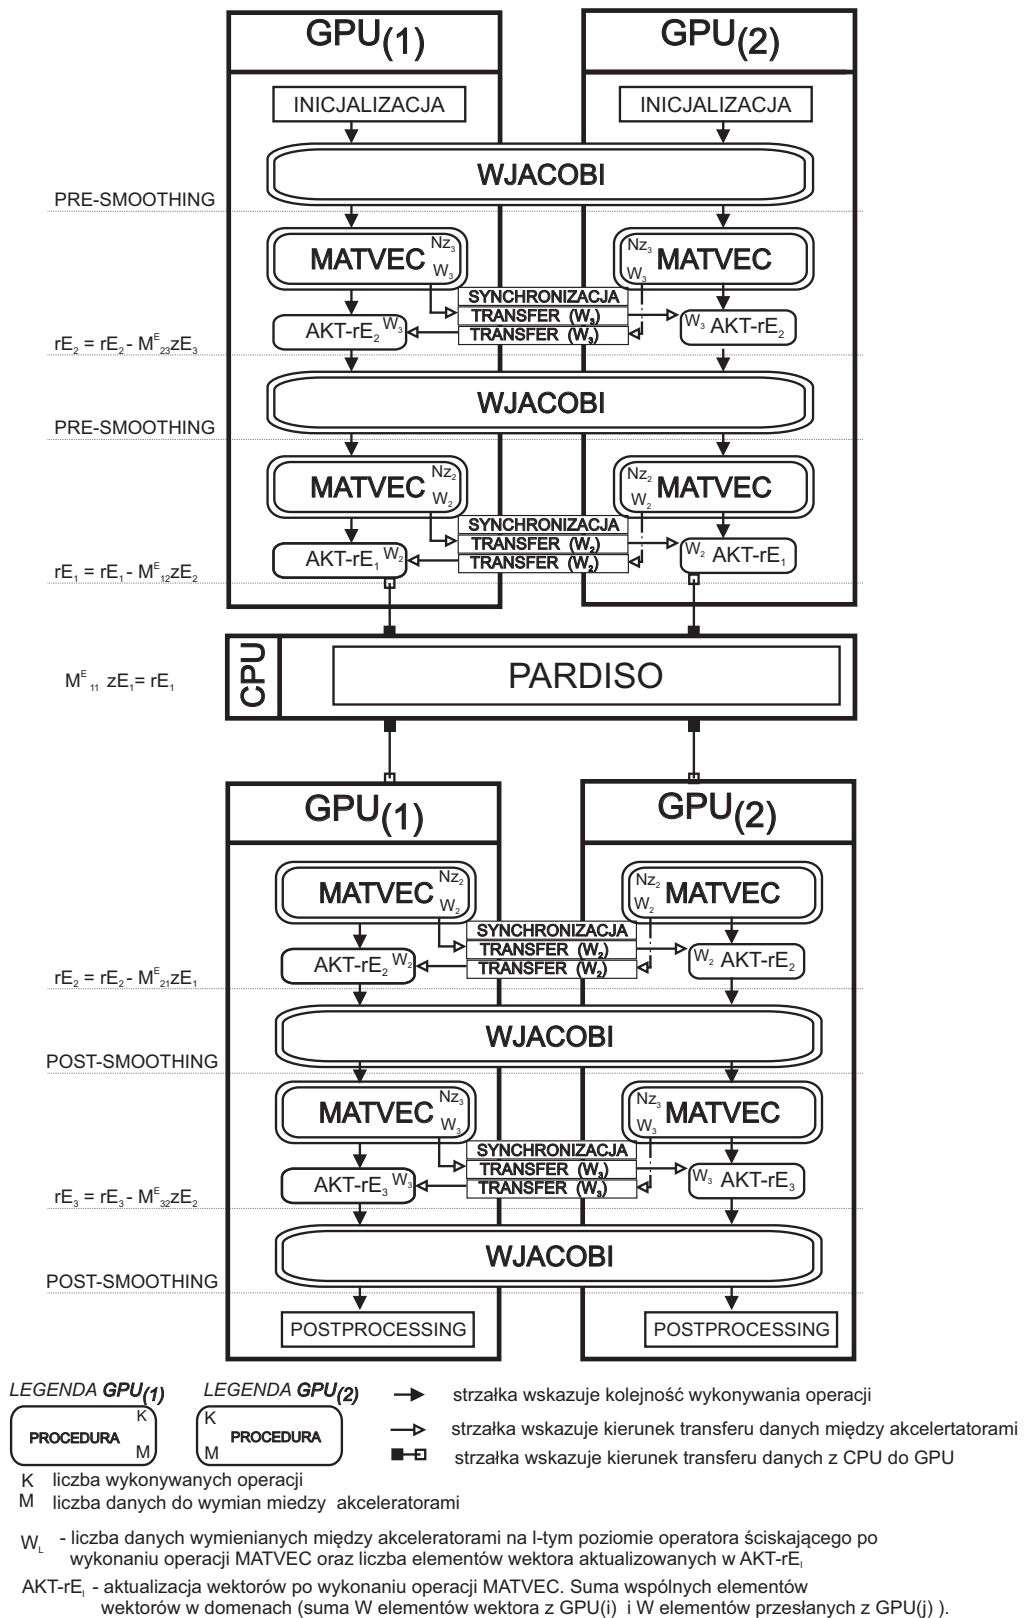 GPU(1) GPU(2)
INICJALIZACJA INICJALIZACJA
WJACOBI
PRE-SMOOTHING
MATVEC Nz₃ W₃ Nz₃ W₃ MATVEC
SYNCHRONIZACJA
TRANSFER (W₃)
TRANSFER (W₃)
AKT-rE₂ W₃ W₃ AKT-rE₂
rE₂ = rE₂ - Mᴱ₂₃zE₃
WJACOBI
PRE-SMOOTHING
MATVEC Nz₂ W₂ Nz₂ W₂ MATVEC
SYNCHRONIZACJA
TRANSFER (W₂)
TRANSFER (W₂)
AKT-rE₁ W₂ W₂ AKT-rE₁
rE₁ = rE₁ - Mᴱ₁₂zE₂
Mᴱ₁₁ zE₁= rE₁
CPU
PARDISO
GPU(1) GPU(2)
MATVEC Nz₂ W₂ Nz₂ W₂ MATVEC
SYNCHRONIZACJA
TRANSFER (W₂)
TRANSFER (W₂)
AKT-rE₂ W₂ W₂ AKT-rE₂
rE₂ = rE₂ - Mᴱ₂₁zE₁
WJACOBI
POST-SMOOTHING
MATVEC Nz₃ W₃ Nz₃ W₃ MATVEC
SYNCHRONIZACJA
TRANSFER (W₃)
TRANSFER (W₃)
AKT-rE₃ W₃ W₃ AKT-rE₃
rE₃ = rE₃ - Mᴱ₃₂zE₂
WJACOBI
POST-SMOOTHING
POSTPROCESSING POSTPROCESSING
LEGENDA GPU(1) LEGENDA GPU(2)
K PROCEDURA M K PROCEDURA M
strzałka wskazuje kolejność wykonywania operacji
strzałka wskazuje kierunek transferu danych między akcelertatorami
strzałka wskazuje kierunek transferu danych z CPU do GPU
K liczba wykonywanych operacji
M liczba danych do wymian miedzy akceleratorami
W_L - liczba danych wymienianych między akceleratorami na l-tym poziomie operatora ściskającego po
wykonaniu operacji MATVEC oraz liczba elementów wektora aktualizowanych w AKT-rE_l
AKT-rE_l - aktualizacja wektorów po wykonaniu operacji MATVEC. Suma wspólnych elementów
wektorów w domenach (suma W elementów wektora z GPU(i) i W elementów przesłanych z GPU(j) ).